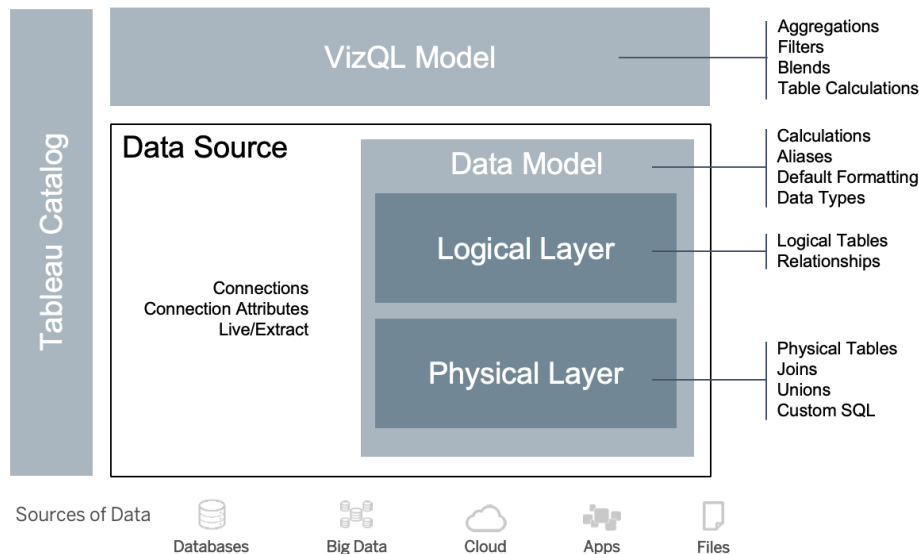 Tableau Catalog
VizQL Model
Aggregations
Filters
Blends
Table Calculations
Data Source
Connections
Connection Attributes
Live/Extract
Data Model
Calculations
Aliases
Default Formatting
Data Types
Logical Layer
Logical Tables
Relationships
Physical Layer
Physical Tables
Joins
Unions
Custom SQL
Sources of Data
Databases
Big Data
Cloud
Apps
Files